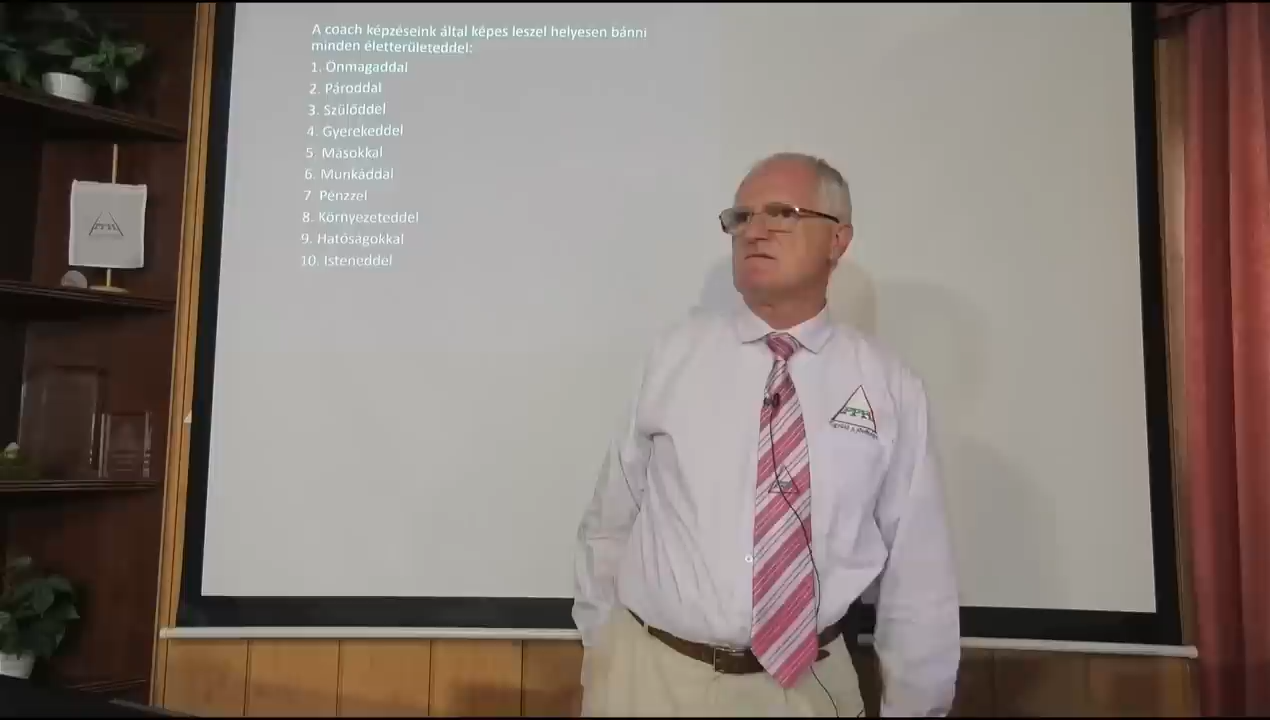 A coach képzéseink által képes leszel helyesen bánni
minden életterületeddel:
1. Önmagaddal
2. Pároddal
3. Szülőddel
4. Gyerekeddel
5. Másokkal
6. Munkáddal
7 Pénzzel
8. Környezeteddel
9. Hatóságokkal
10. Isteneddel
PPK